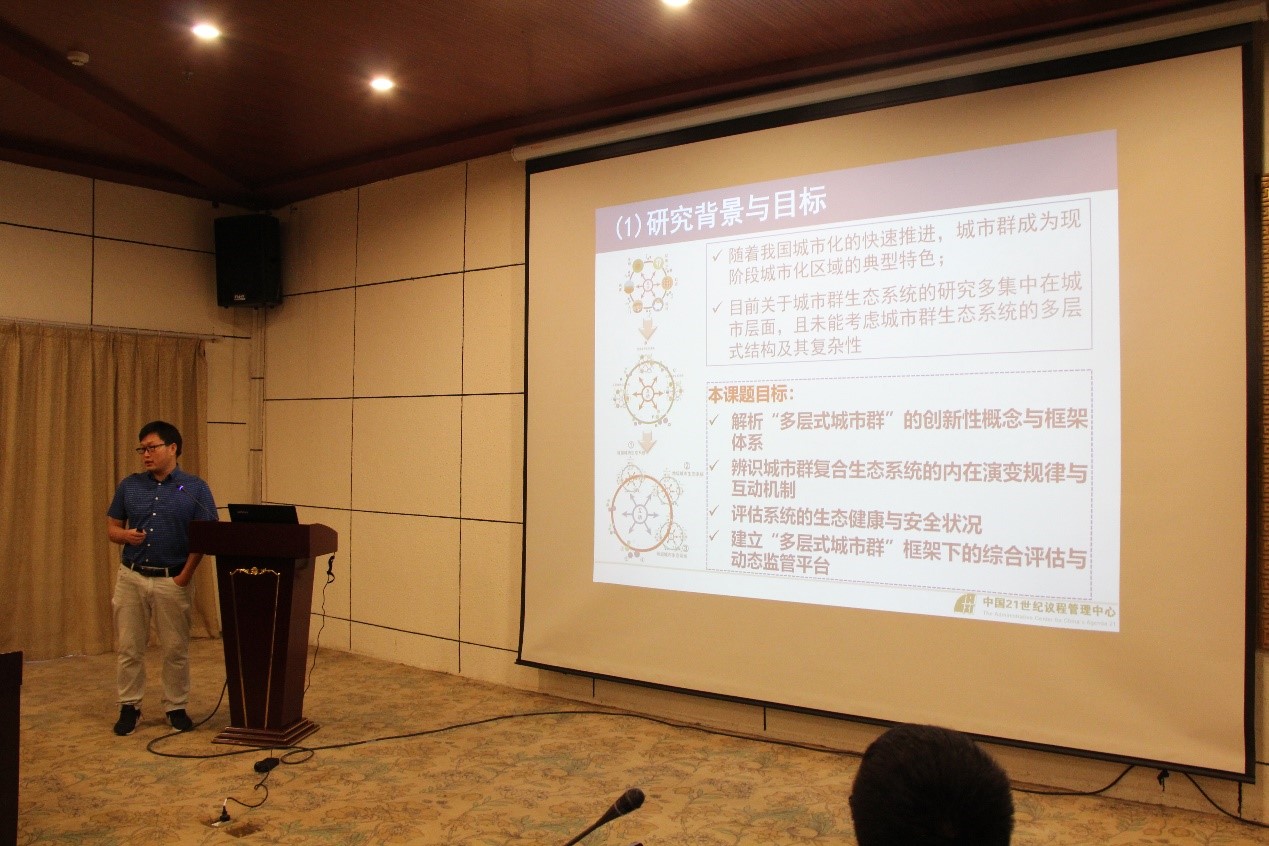 (1)研究背景与目标
✓ 随着我国城市化的快速推进，城市群成为现
阶段城市化区域的典型特色；
✓ 目前关于城市群生态系统的研究多集中在城
市层面，且未能考虑城市群生态系统的多层
式结构及其复杂性
本课题目标：
✓ 解析“多层式城市群”的创新性概念与框架
体系
✓ 辨识城市群复合生态系统的内在演变规律与
互动机制
✓ 评估系统的生态健康与安全状况
✓ 建立“多层式城市群”框架下的综合评估与
动态监管平台
中国21世纪议程管理中心
The Administrative Center for China's Agenda 21